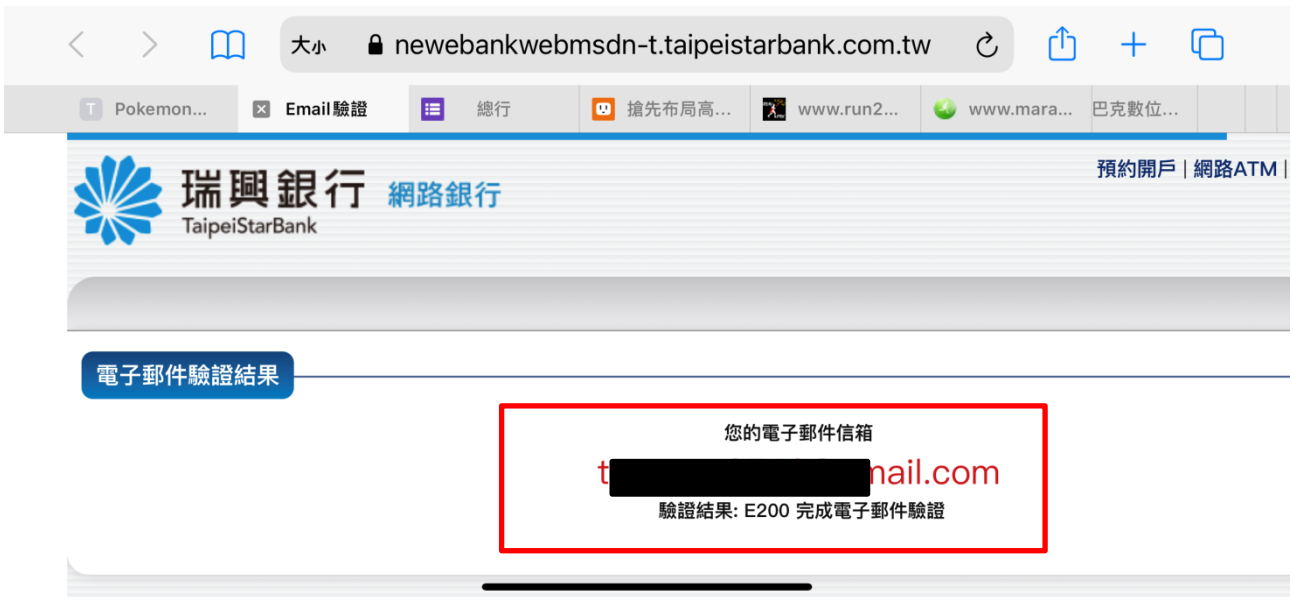 大小 newebankwebmsdn-t.taipeistarbank.com.tw
T Pokemon... Email驗證 總行 搶先布局高... www.run2... www.mara... 巴克數位...
預約開戶 | 網路ATM |
瑞興銀行 網路銀行
TaipeiStarBank
電子郵件驗證結果
您的電子郵件信箱
t mail.com
驗證結果: E200 完成電子郵件驗證